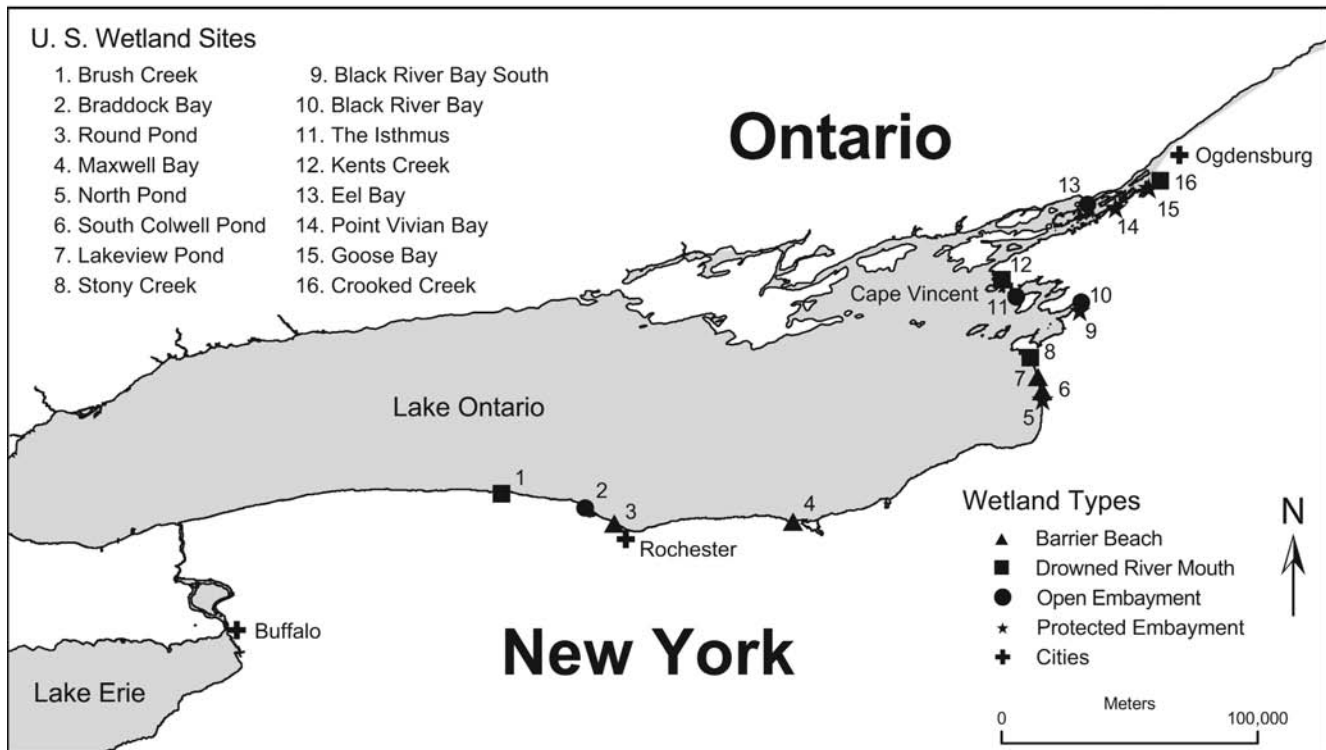 U. S. Wetland Sites
1. Brush Creek
2. Braddock Bay
3. Round Pond
4. Maxwell Bay
5. North Pond
6. South Colwell Pond
7. Lakeview Pond
8. Stony Creek
9. Black River Bay South
10. Black River Bay
11. The Isthmus
12. Kents Creek
13. Eel Bay
14. Point Vivian Bay
15. Goose Bay
16. Crooked Creek
Ontario
Ogdensburg
13
16
15
14
12
Cape Vincent
11
10
9
8
7
6
5
Lake Ontario
1
2
3
4
Rochester
Buffalo
New York
Lake Erie
Wetland Types
Barrier Beach
Drowned River Mouth
Open Embayment
Protected Embayment
Cities
N
Meters
0
100,000